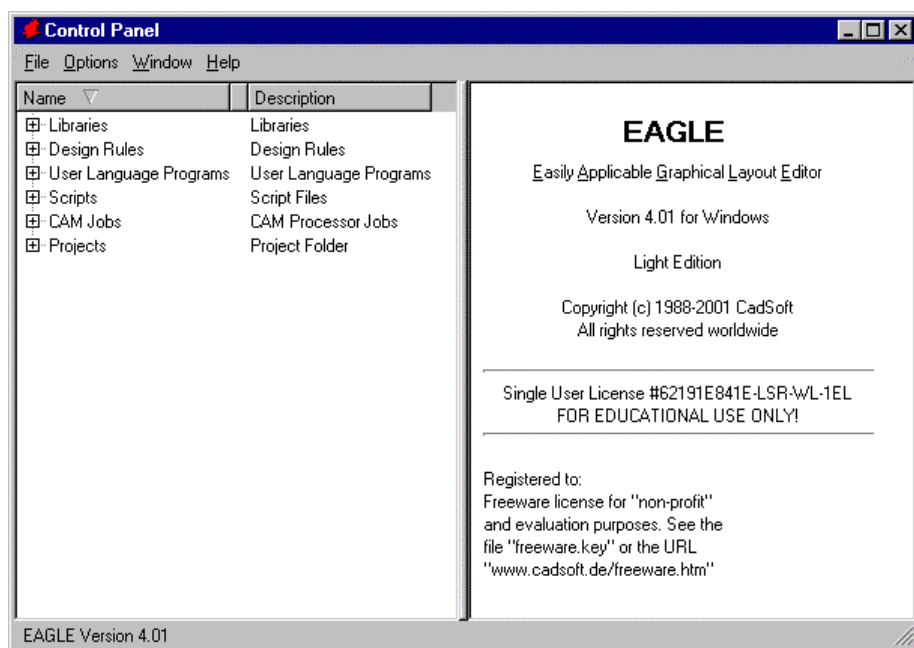 Control Panel
File Options Window Help
Name Description
Libraries Libraries
Design Rules Design Rules
User Language Programs User Language Programs
Scripts Script Files
CAM Jobs CAM Processor Jobs
Projects Project Folder
EAGLE
Easily Applicable Graphical Layout Editor
Version 4.01 for Windows
Light Edition
Copyright (c) 1988-2001 CadSoft
All rights reserved worldwide
Single User License #62191E841E-LSR-WL-1EL
FOR EDUCATIONAL USE ONLY!
Registered to:
Freeware license for "non-profit"
and evaluation purposes. See the
file "freeware.key" or the URL
"www.cadsoft.de/freeware.htm"
EAGLE Version 4.01